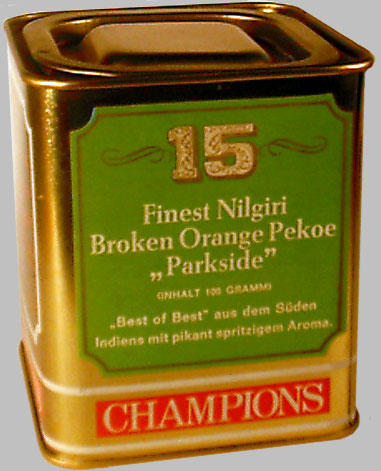 15
Finest Nilgiri
Broken Orange Pekoe
„Parkside”
(INHALT 100 GRAMM)
„Best of Best” aus dem Süden
Indiens mit pikant spritzigem Aroma.
CHAMPIONS